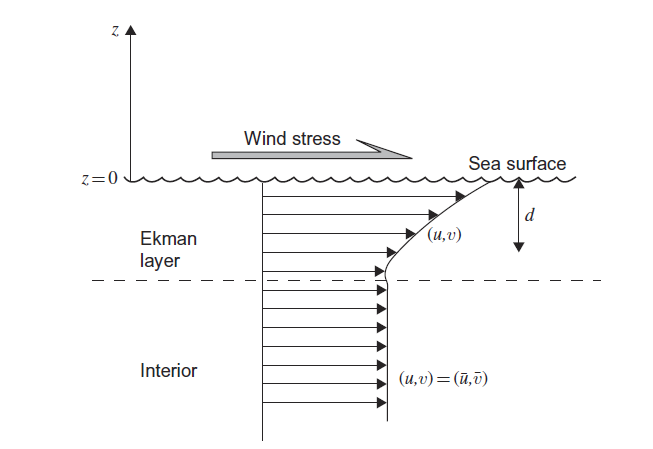 z
Wind stress
Sea surface
z=0
d
(u,v)
Ekman
layer
Interior
(u,v)=(ū,v̄)